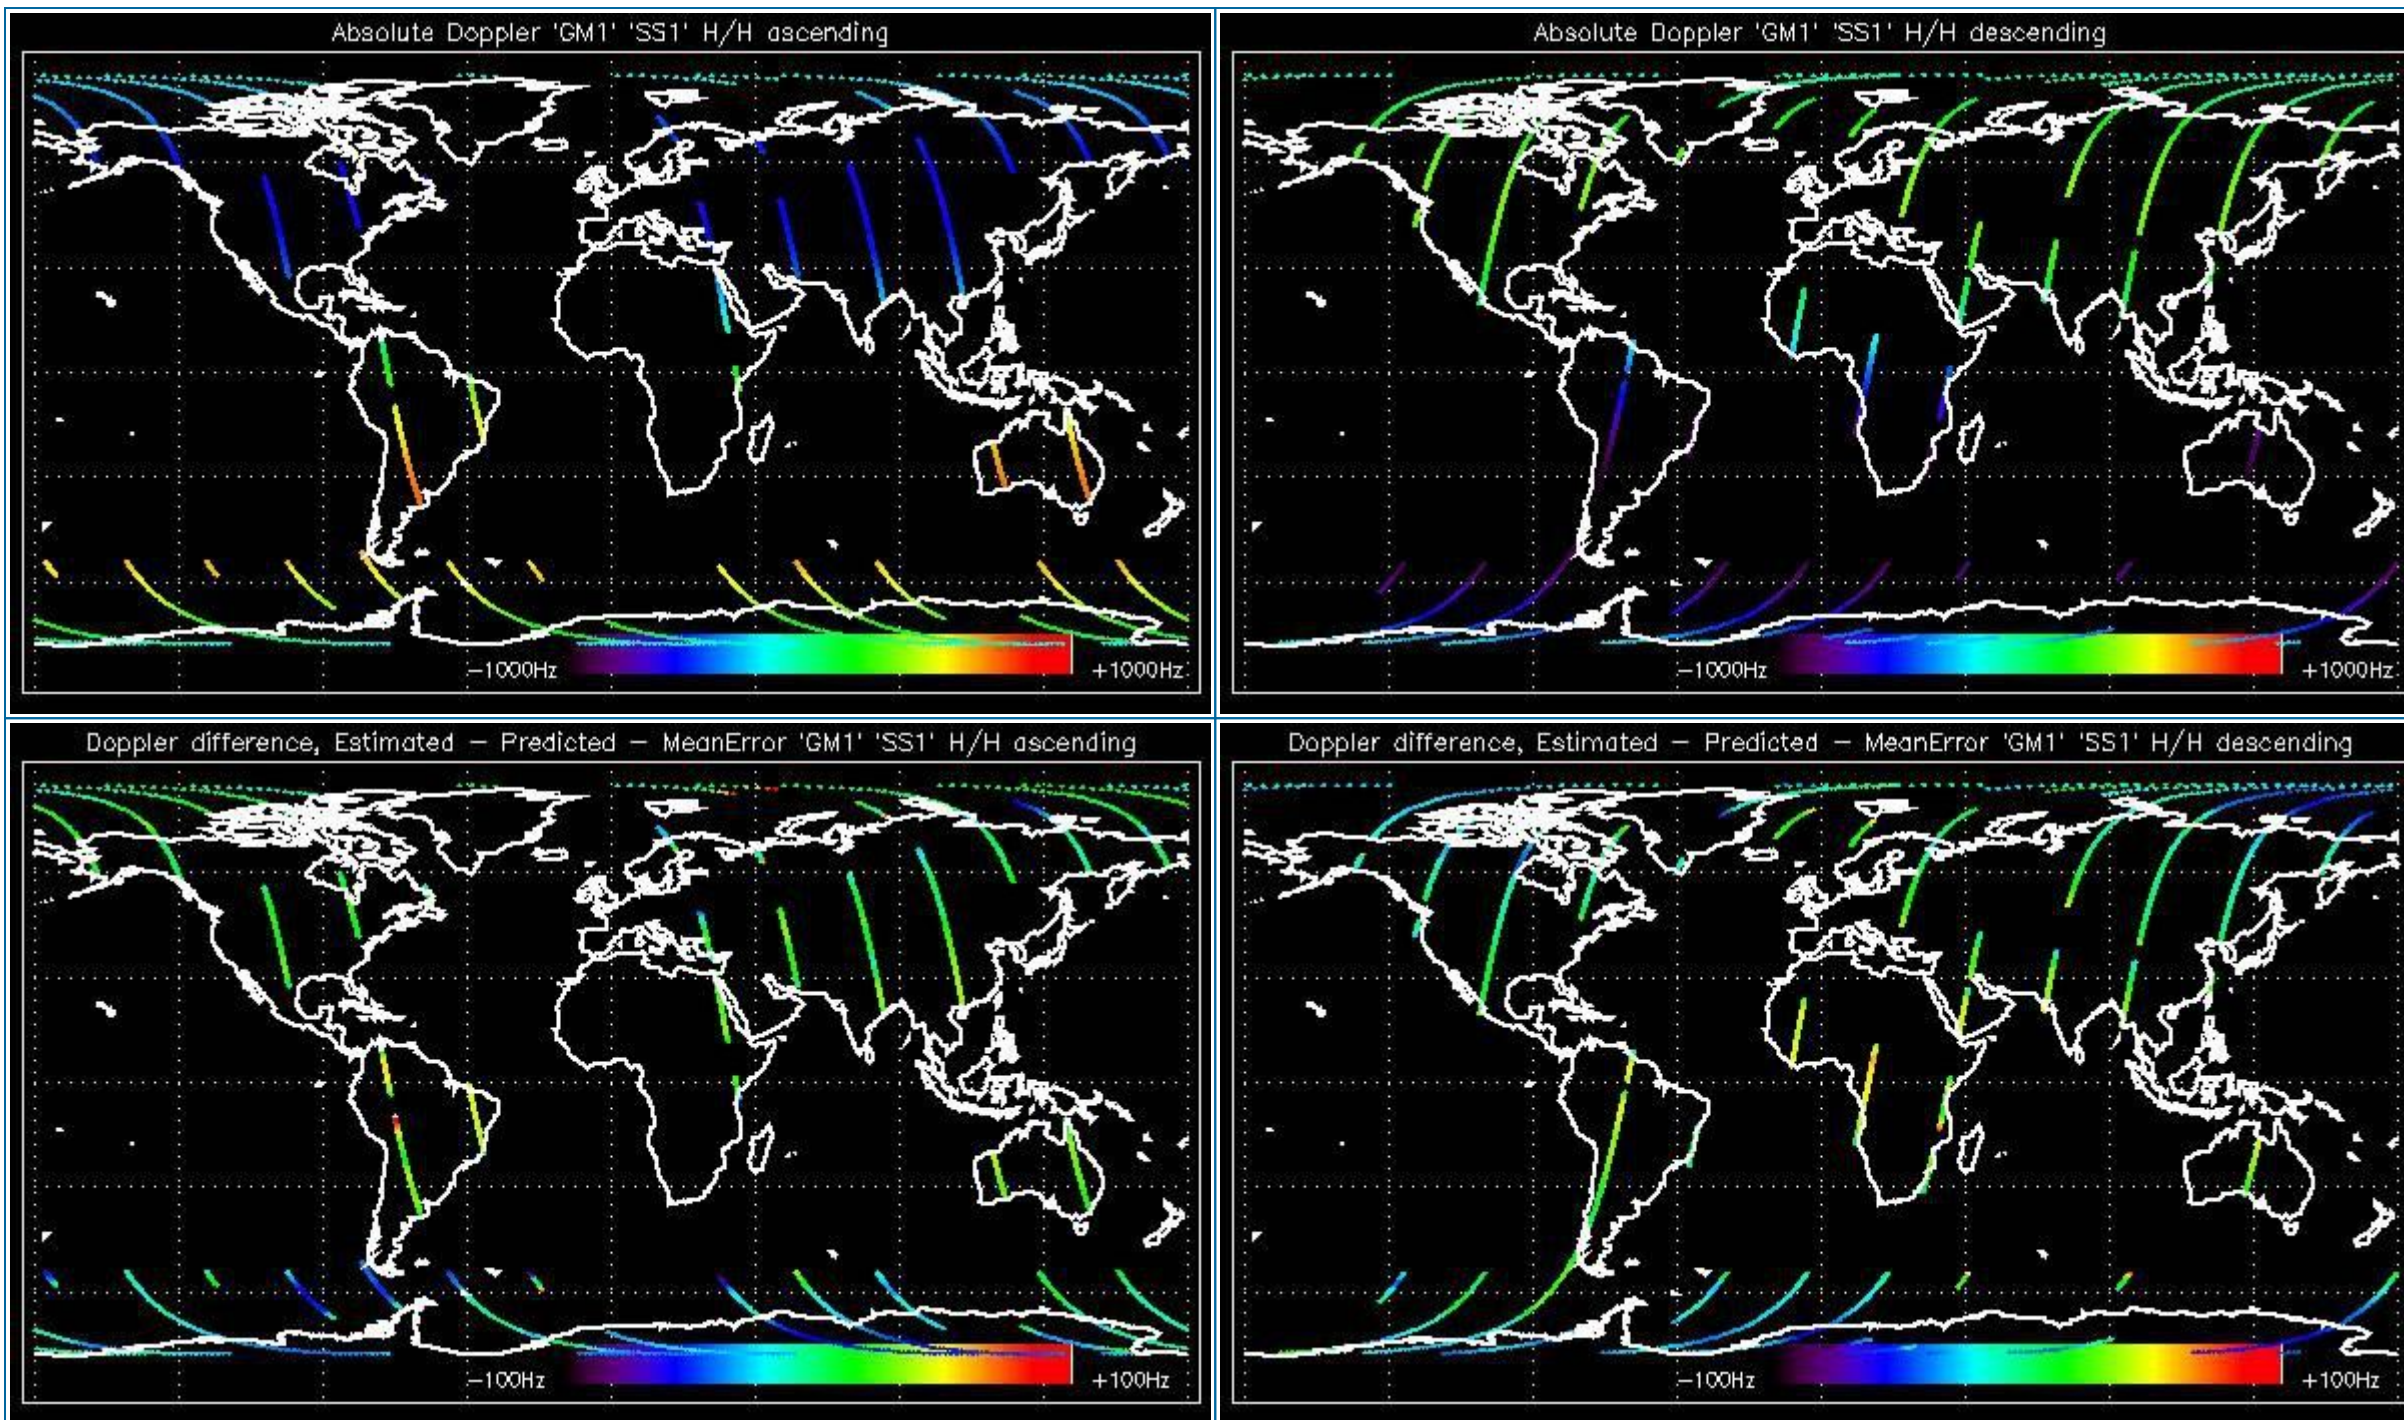 Absolute Doppler 'GM1' 'SS1' H/H ascending
−1000Hz
+1000Hz
Absolute Doppler 'GM1' 'SS1' H/H descending
−1000Hz
+1000Hz
Doppler difference, Estimated − Predicted − MeanError 'GM1' 'SS1' H/H ascending
−100Hz
+100Hz
Doppler difference, Estimated − Predicted − MeanError 'GM1' 'SS1' H/H descending
−100Hz
+100Hz